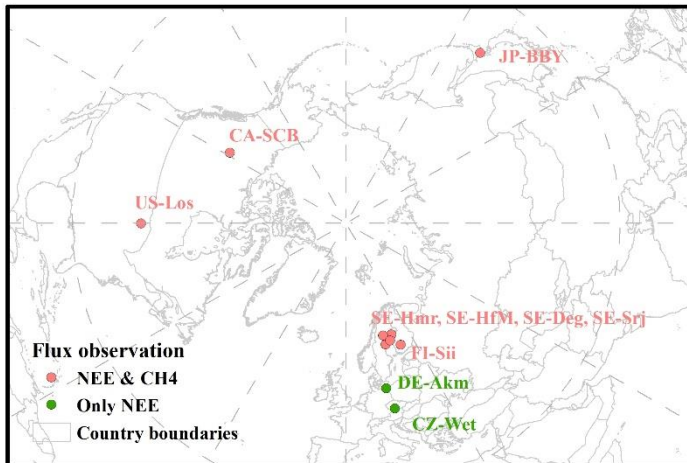 JP-BBY
CA-SCB
US-Los
SE-Hmr, SE-HfM, SE-Deg, SE-Srj
FI-Sii
DE-Akm
CZ-Wet
Flux observation
NEE & CH4
Only NEE
Country boundaries